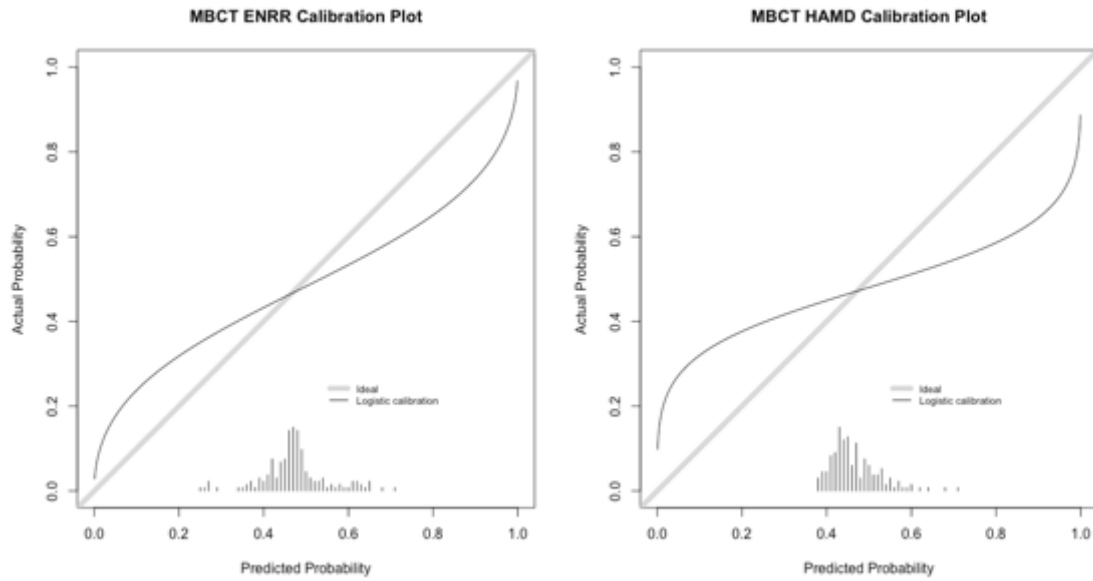 MBCT ENRR Calibration Plot
Actual Probability
1.0
0.8
0.6
0.4
0.2
0.0
Ideal
Logistic calibration
0.0 0.2 0.4 0.6 0.8 1.0
Predicted Probability
MBCT HAMD Calibration Plot
Actual Probability
1.0
0.8
0.6
0.4
0.2
0.0
Ideal
Logistic calibration
0.0 0.2 0.4 0.6 0.8 1.0
Predicted Probability